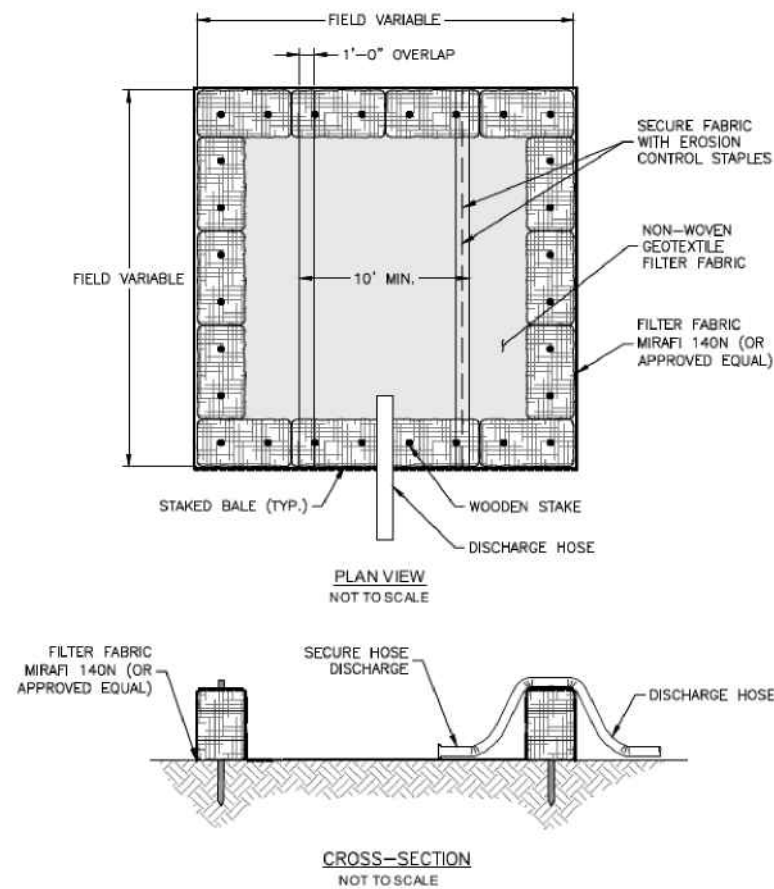 FIELD VARIABLE
1'-0" OVERLAP
SECURE FABRIC
WITH EROSION
CONTROL STAPLES
NON-WOVEN
GEOTEXTILE
FILTER FABRIC
FIELD VARIABLE
10' MIN.
FILTER FABRIC
MIRAFI 140N (OR
APPROVED EQUAL)
STAKED BALE (TYP.)
WOODEN STAKE
DISCHARGE HOSE
PLAN VIEW
NOT TO SCALE
FILTER FABRIC
MIRAFI 140N (OR
APPROVED EQUAL)
SECURE HOSE
DISCHARGE
DISCHARGE HOSE
CROSS-SECTION
NOT TO SCALE